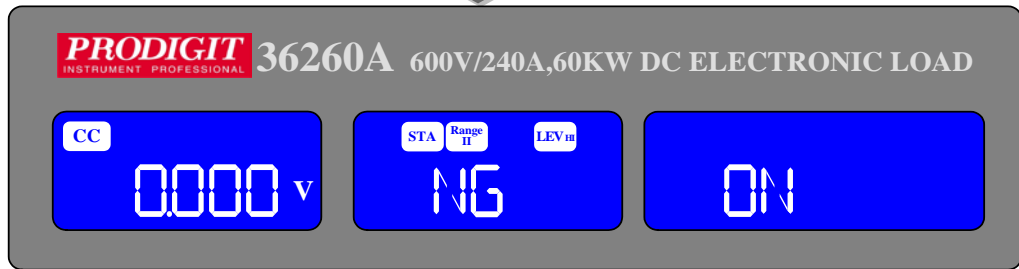 PRODIGIT
INSTRUMENT PROFESSIONAL
36260A 600V/240A,60KW DC ELECTRONIC LOAD
CC
0.000 V
STA Range II LEV HI
NG
ON